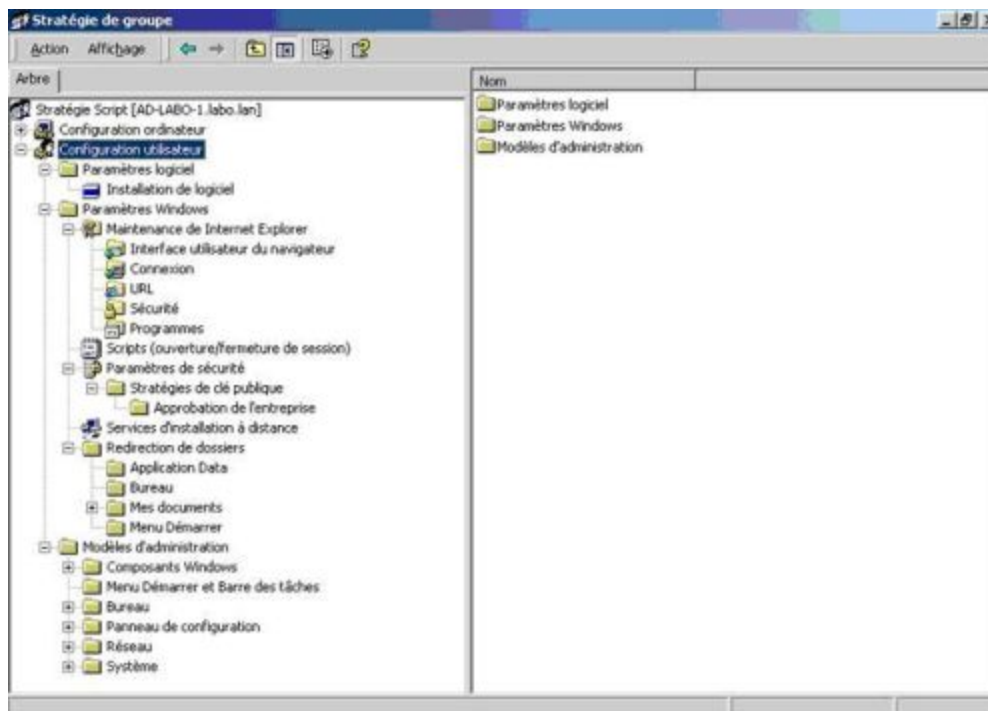 Stratégie de groupe
Action Affichage
Arbre
Nom
Stratégie Script [AD-LABO-1.labo.lan]
Configuration ordinateur
Configuration utilisateur
Paramètres logiciel
Installation de logiciel
Paramètres Windows
Maintenance de Internet Explorer
Interface utilisateur du navigateur
Connexion
URL
Sécurité
Programmes
Scripts (ouverture/fermeture de session)
Paramètres de sécurité
Stratégies de clé publique
Approbation de l'entreprise
Services d'installation à distance
Redirection de dossiers
Application Data
Bureau
Mes documents
Menu Démarrer
Modèles d'administration
Composants Windows
Menu Démarrer et Barre des tâches
Bureau
Panneau de configuration
Réseau
Système
Paramètres logiciel
Paramètres Windows
Modèles d'administration